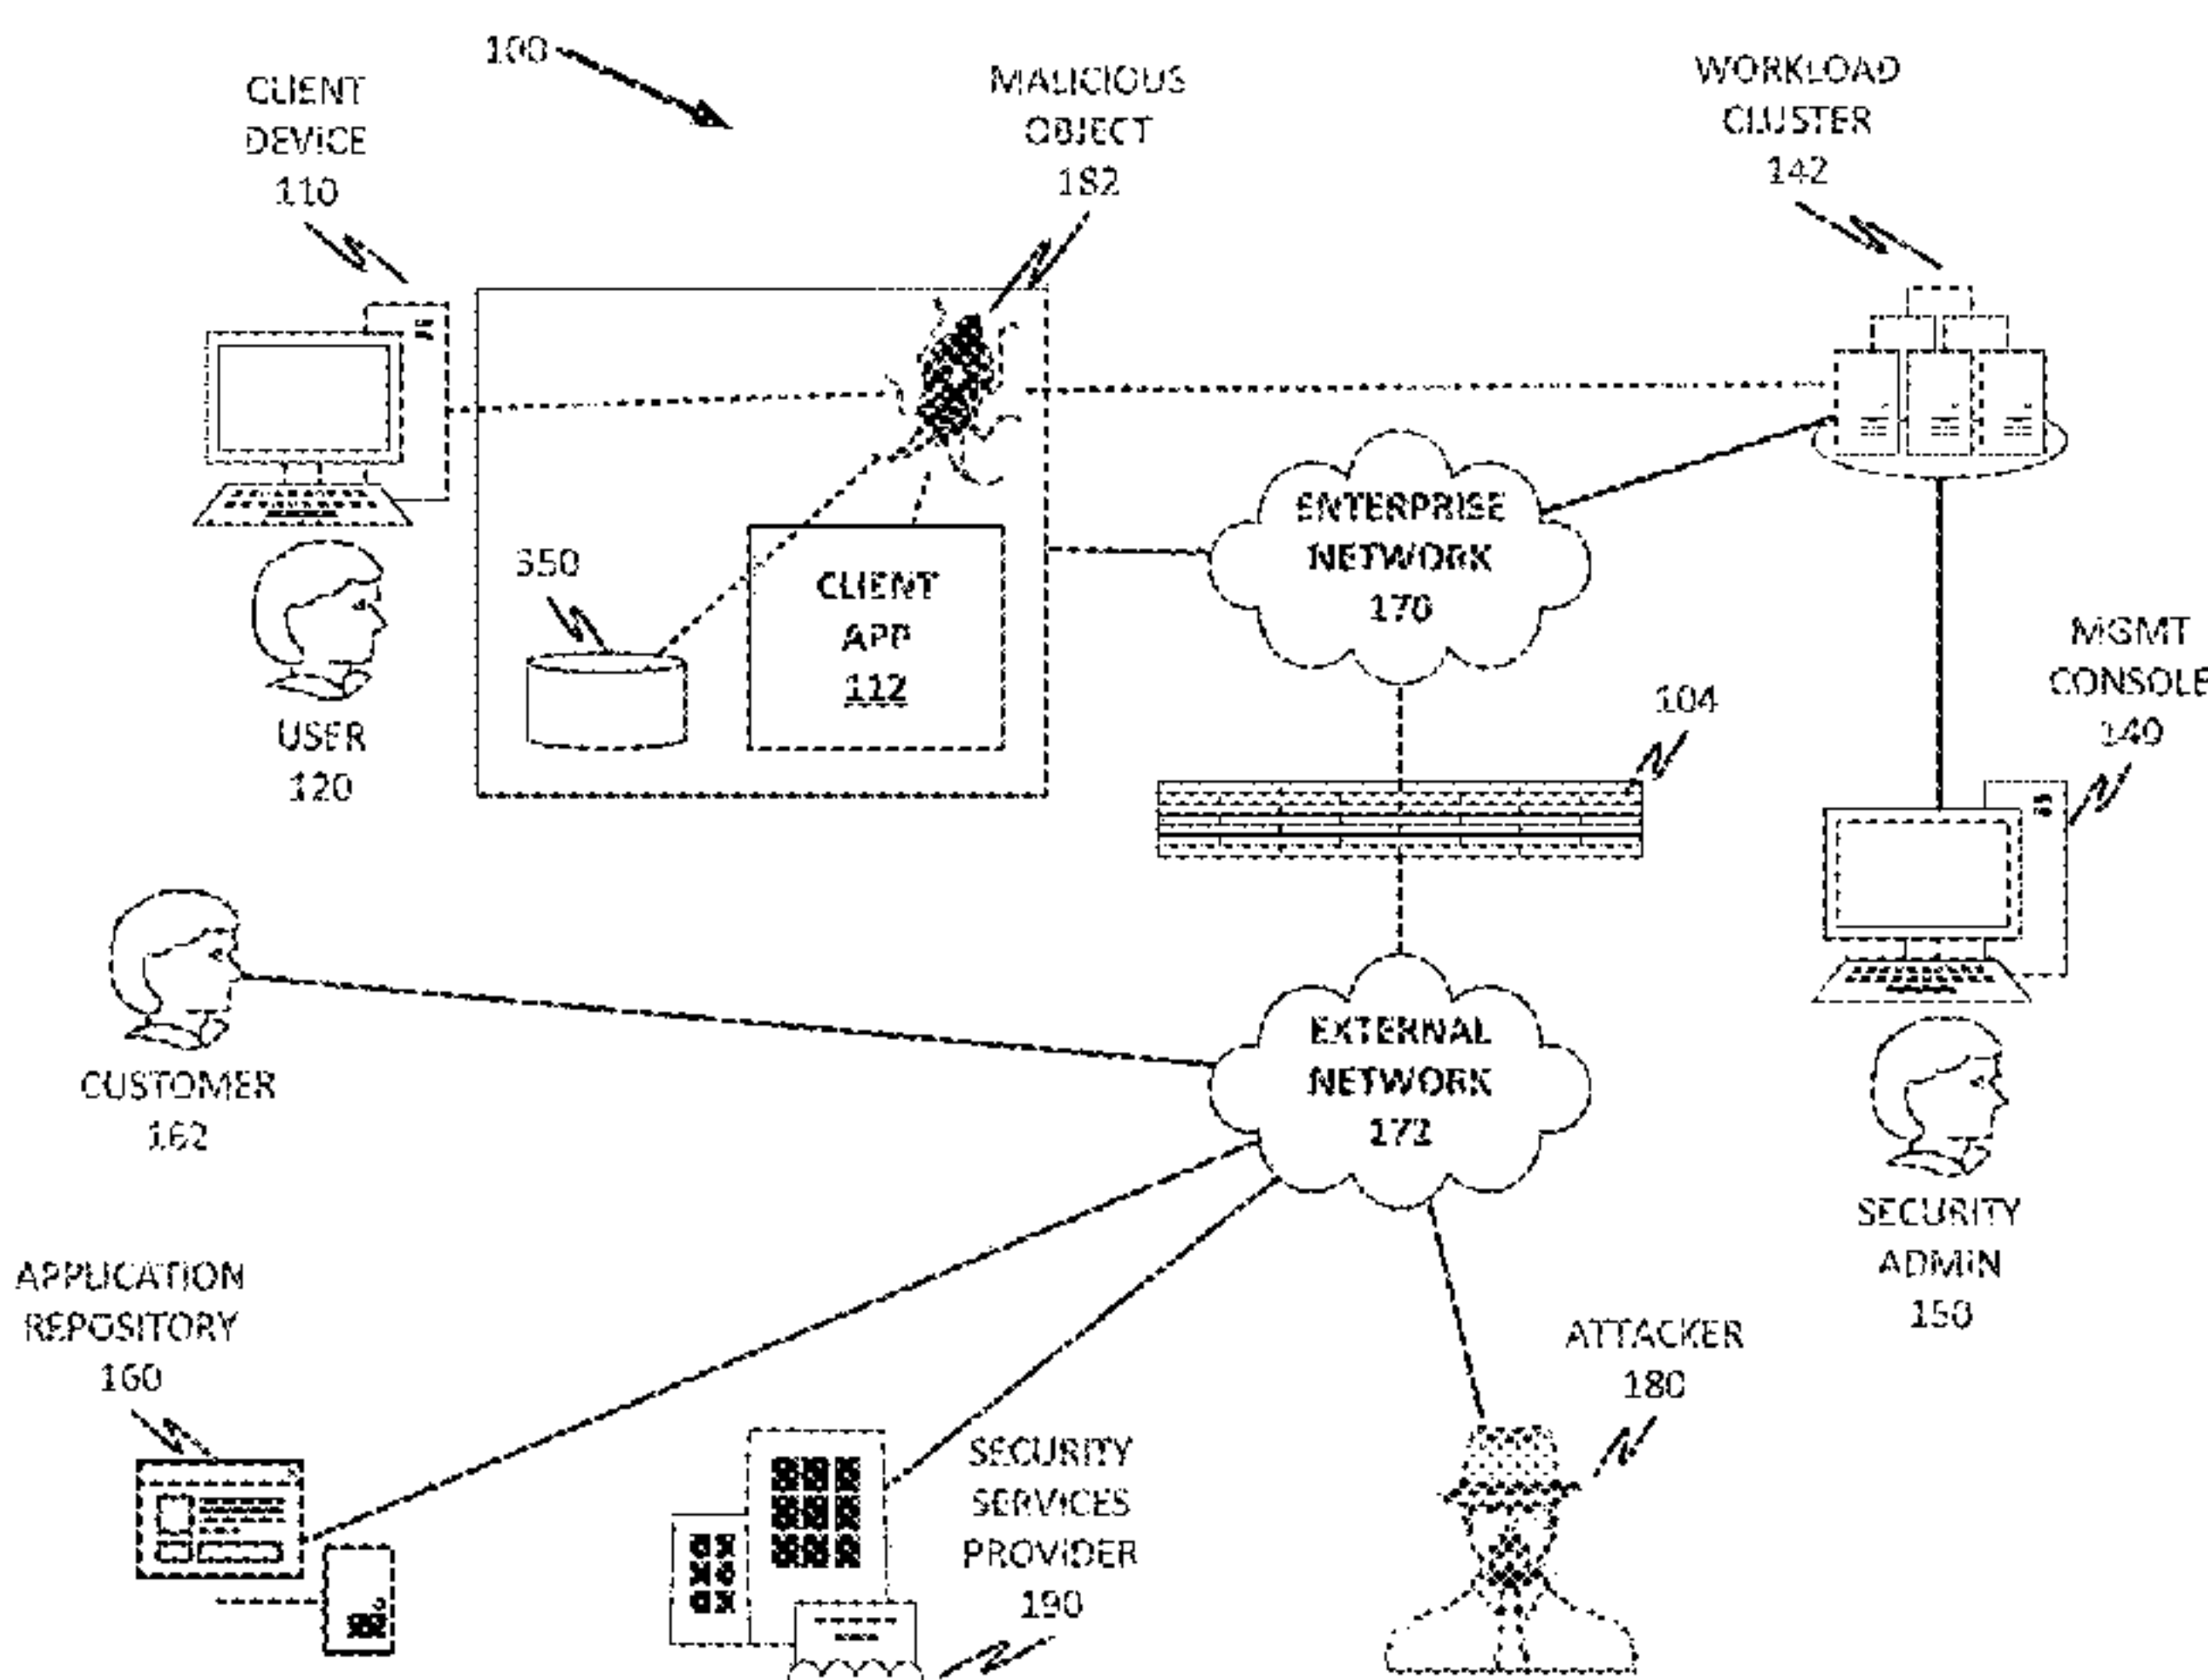 100
CLIENT
DEVICE
110
MALICIOUS
OBJECT
182
WORKLOAD
CLUSTER
142
350
CLIENT
APP
112
ENTERPRISE
NETWORK
170
USER
120
104
MGMT
CONSOLE
140
CUSTOMER
162
EXTERNAL
NETWORK
172
SECURITY
ADMIN
150
APPLICATION
REPOSITORY
160
SECURITY
SERVICES
PROVIDER
190
ATTACKER
180